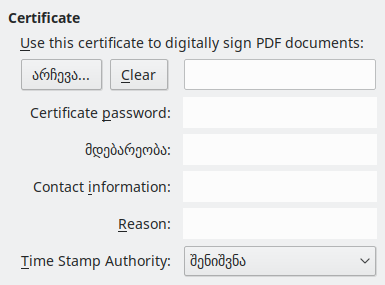 Certificate
Use this certificate to digitally sign PDF documents:
არჩევა... Clear
Certificate password:
მდებარეობა:
Contact information:
Reason:
Time Stamp Authority: შენიშვნა